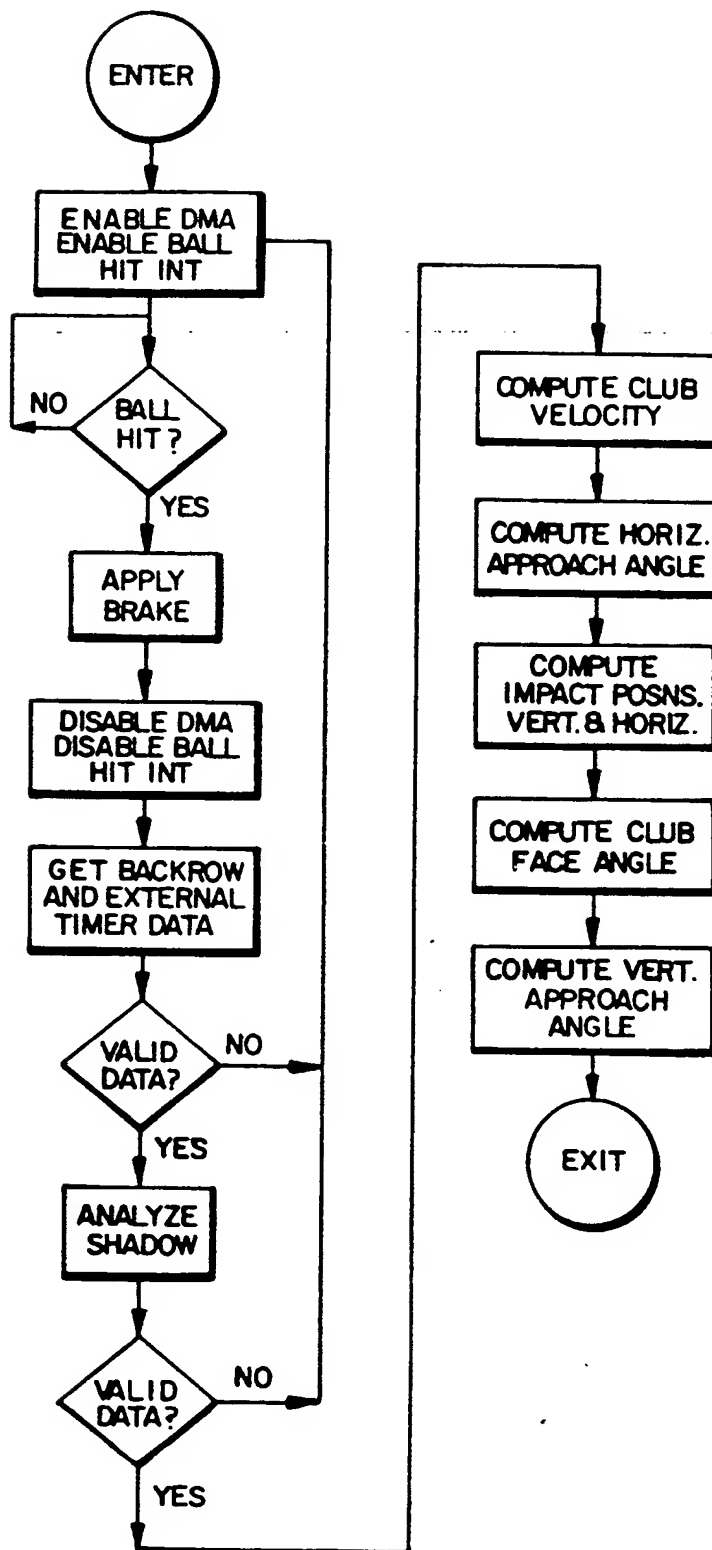 ENTER
ENABLE DMA
ENABLE BALL
HIT INT
NO
BALL
HIT?
YES
APPLY
BRAKE
DISABLE DMA
DISABLE BALL
HIT INT
GET BACKROW
AND EXTERNAL
TIMER DATA
VALID
DATA?
NO
YES
ANALYZE
SHADOW
VALID
DATA?
NO
YES
COMPUTE CLUB
VELOCITY
COMPUTE HORIZ.
APPROACH ANGLE
COMPUTE
IMPACT POSNS.
VERT. & HORIZ.
COMPUTE CLUB
FACE ANGLE
COMPUTE VERT.
APPROACH
ANGLE
EXIT